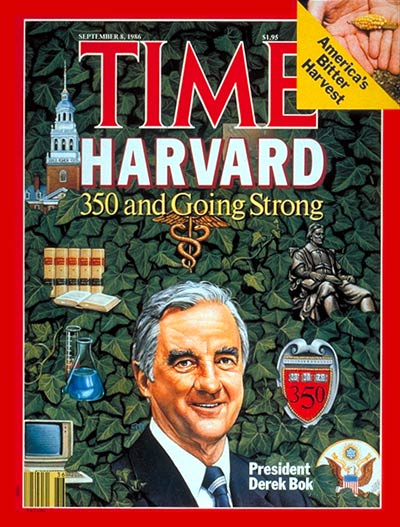 SEPTEMBER 8, 1986
$1.95
TIME
America's
Bitter
Harvest
HARVARD
350 and Going Strong
350
President
Derek Bok